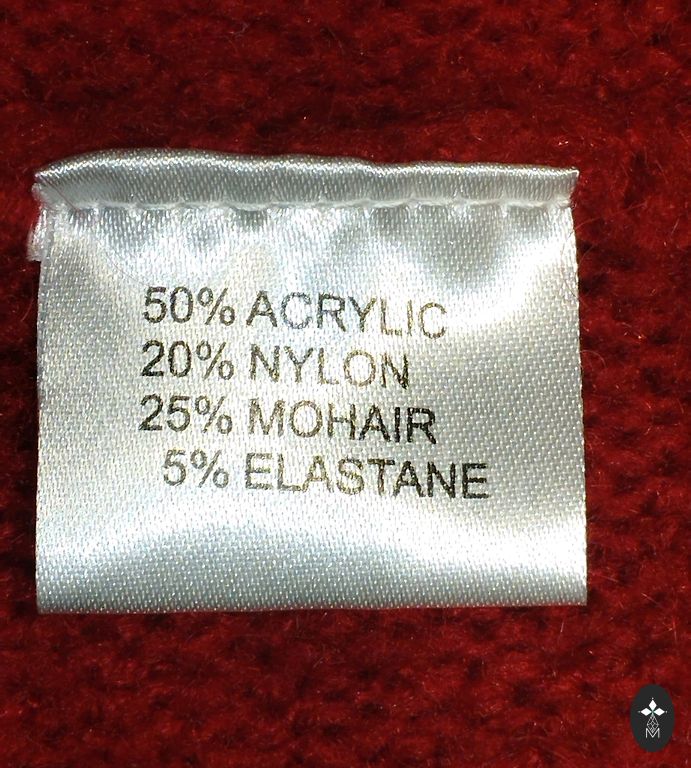 50% ACRYLIC
20% NYLON
25% MOHAIR
5% ELASTANE
M